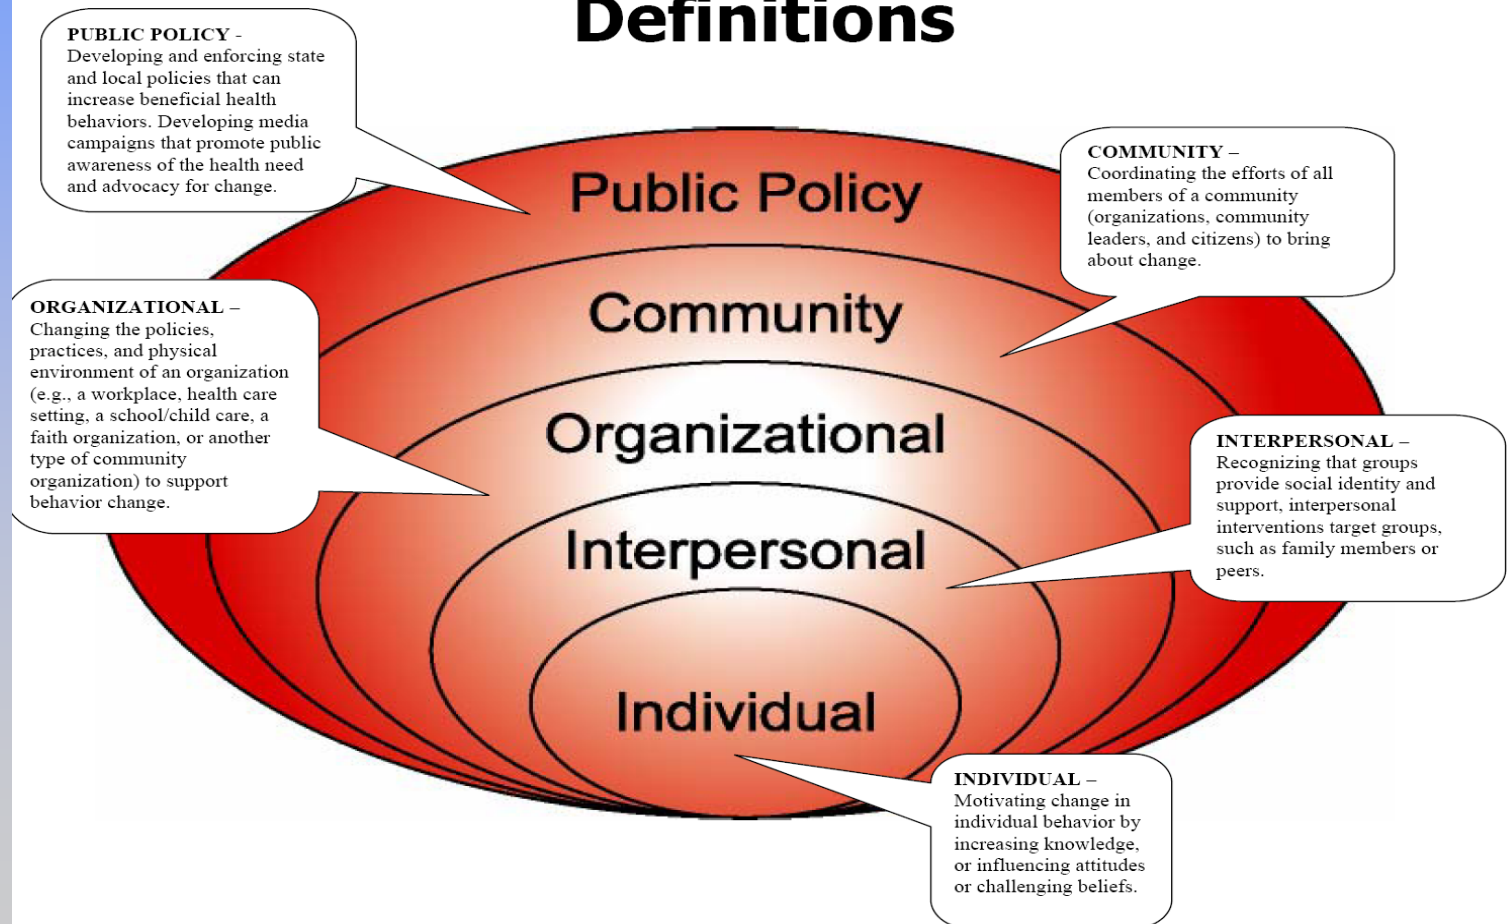 Definitions
PUBLIC POLICY -
Developing and enforcing state
and local policies that can
increase beneficial health
behaviors. Developing media
campaigns that promote public
awareness of the health need
and advocacy for change.
COMMUNITY –
Coordinating the efforts of all
members of a community
(organizations, community
leaders, and citizens) to bring
about change.
Public Policy
ORGANIZATIONAL –
Changing the policies,
practices, and physical
environment of an organization
(e.g., a workplace, health care
setting, a school/child care, a
faith organization, or another
type of community
organization) to support
behavior change.
Community
Organizational
INTERPERSONAL –
Recognizing that groups
provide social identity and
support, interpersonal
interventions target groups,
such as family members or
peers.
Interpersonal
Individual
INDIVIDUAL –
Motivating change in
individual behavior by
increasing knowledge,
or influencing attitudes
or challenging beliefs.